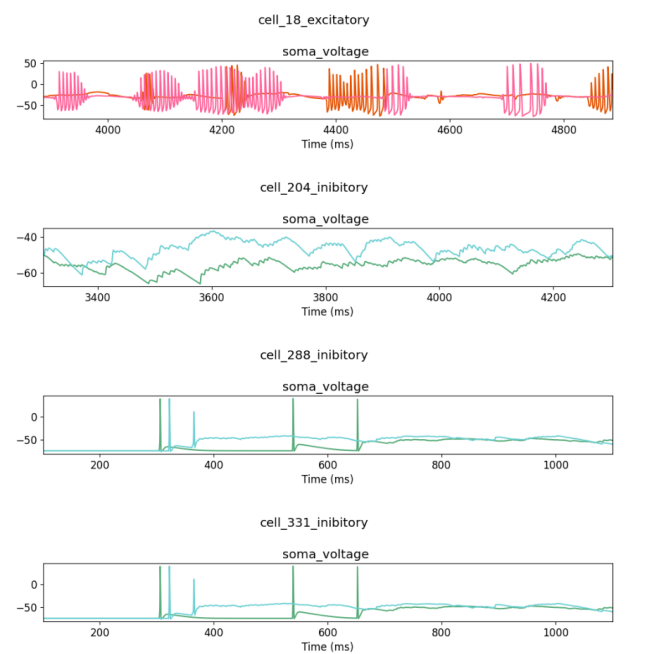 cell_18_excitatory
soma_voltage
50
0
−50
4000 4200 4400 4600 4800
Time (ms)
cell_204_inibitory
soma_voltage
−40
−60
3400 3600 3800 4000 4200
Time (ms)
cell_288_inibitory
soma_voltage
0
−50
200 400 600 800 1000
Time (ms)
cell_331_inibitory
soma_voltage
0
−50
200 400 600 800 1000
Time (ms)